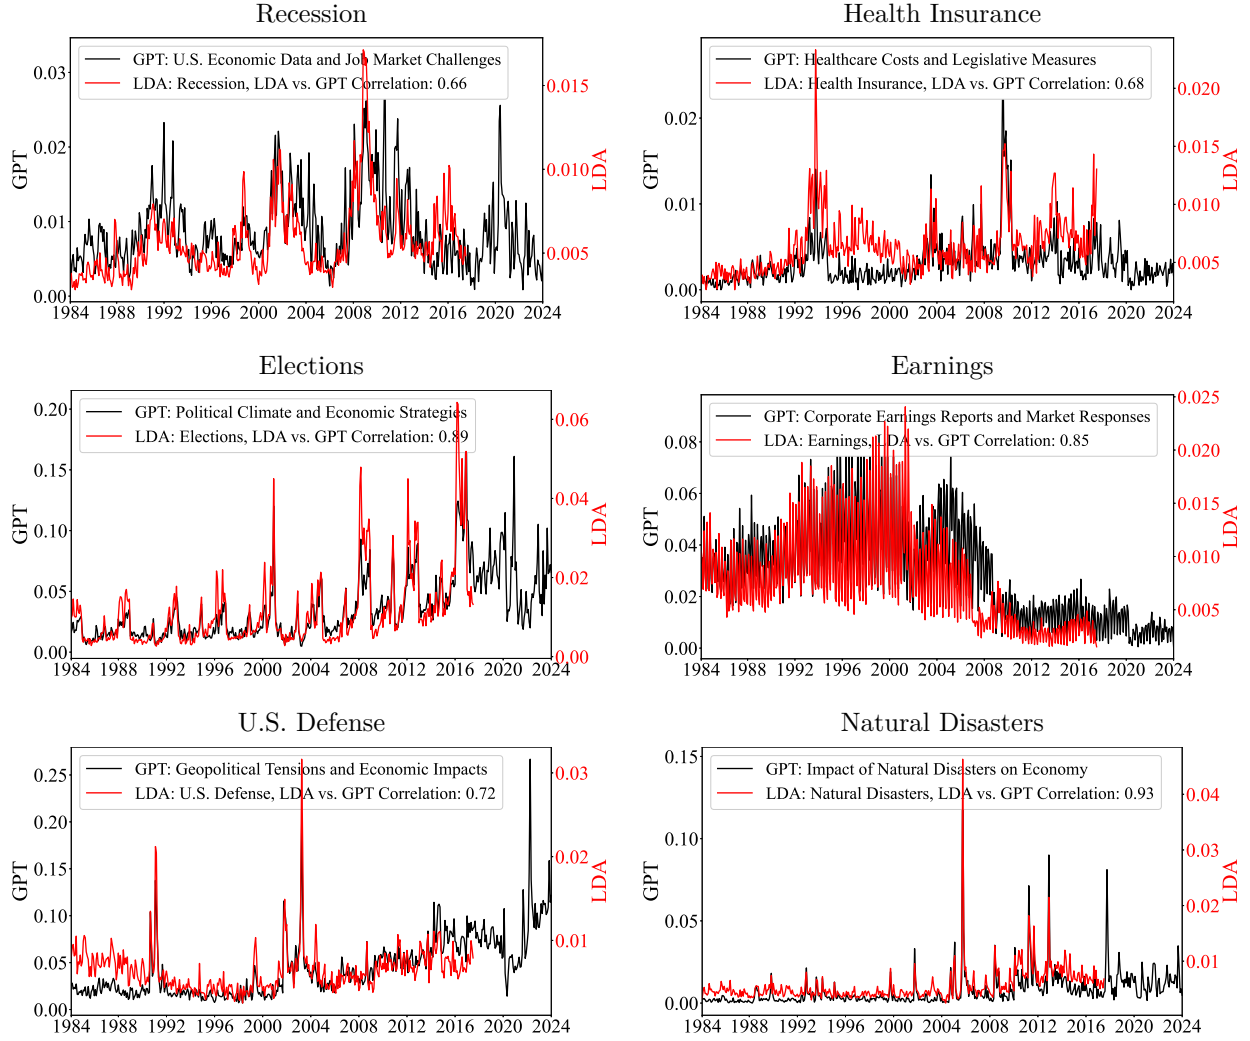 Recession
GPT: U.S. Economic Data and Job Market Challenges
LDA: Recession, LDA vs. GPT Correlation: 0.66
GPT
0.03
0.02
0.01
0.00
LDA
0.015
0.010
0.005
1984 1988 1992 1996 2000 2004 2008 2012 2016 2020 2024
Health Insurance
GPT: Healthcare Costs and Legislative Measures
LDA: Health Insurance, LDA vs. GPT Correlation: 0.68
GPT
0.02
0.01
0.00
LDA
0.020
0.015
0.010
0.005
1984 1988 1992 1996 2000 2004 2008 2012 2016 2020 2024
Elections
GPT: Political Climate and Economic Strategies
LDA: Elections, LDA vs. GPT Correlation: 0.89
GPT
0.20
0.15
0.10
0.05
0.00
LDA
0.06
0.04
0.02
0.00
1984 1988 1992 1996 2000 2004 2008 2012 2016 2020 2024
Earnings
GPT: Corporate Earnings Reports and Market Responses
LDA: Earnings, LDA vs. GPT Correlation: 0.85
GPT
0.08
0.06
0.04
0.02
0.00
LDA
0.025
0.020
0.015
0.010
0.005
1984 1988 1992 1996 2000 2004 2008 2012 2016 2020 2024
U.S. Defense
GPT: Geopolitical Tensions and Economic Impacts
LDA: U.S. Defense, LDA vs. GPT Correlation: 0.72
GPT
0.25
0.20
0.15
0.10
0.05
0.00
LDA
0.03
0.02
0.01
1984 1988 1992 1996 2000 2004 2008 2012 2016 2020 2024
Natural Disasters
GPT: Impact of Natural Disasters on Economy
LDA: Natural Disasters, LDA vs. GPT Correlation: 0.93
GPT
0.15
0.10
0.05
0.00
LDA
0.04
0.03
0.02
0.01
1984 1988 1992 1996 2000 2004 2008 2012 2016 2020 2024